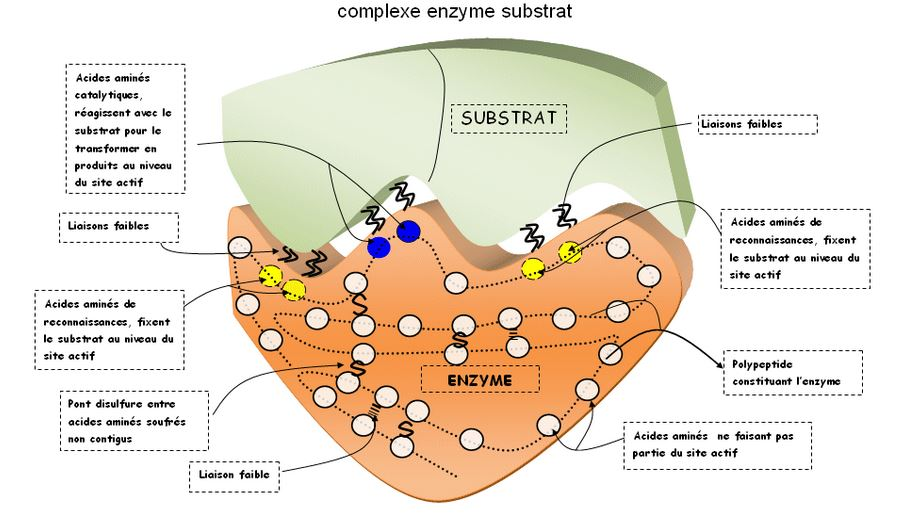 complexe enzyme substrat
Acides aminés
catalytiques,
réagissent avec le
substrat pour le
transformer en
produits au niveau
du site actif
SUBSTRAT
Liaisons faibles
Liaisons faibles
Acides aminés de
reconnaissances, fixent
le substrat au niveau du
site actif
Acides aminés de
reconnaissances, fixent
le substrat au niveau du
site actif
ENZYME
Polypeptide
constituant l'enzyme
Pont disulfure entre
acides aminés soufrés
non contigus
Acides aminés ne faisant pas
partie du site actif
Liaison faible